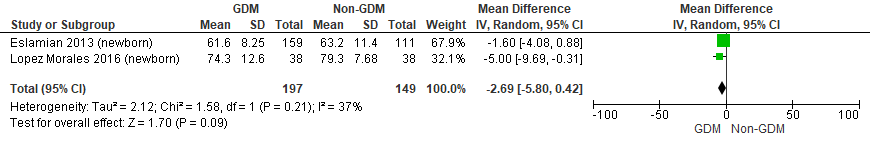 GDM Non-GDM Mean Difference Mean Difference
Study or Subgroup Mean SD Total Mean SD Total Weight IV, Random, 95% CI IV, Random, 95% CI
Eslamian 2013 (newborn) 61.6 8.25 159 63.2 11.4 111 67.9% -1.60 [-4.08, 0.88]
Lopez Morales 2016 (newborn) 74.3 12.6 38 79.3 7.68 38 32.1% -5.00 [-9.69, -0.31]
Total (95% CI) 197 149 100.0% -2.69 [-5.80, 0.42]
Heterogeneity: Tau² = 2.12; Chi² = 1.58, df = 1 (P = 0.21); I² = 37%
Test for overall effect: Z = 1.70 (P = 0.09)
-100 -50 0 50 100
GDM Non-GDM